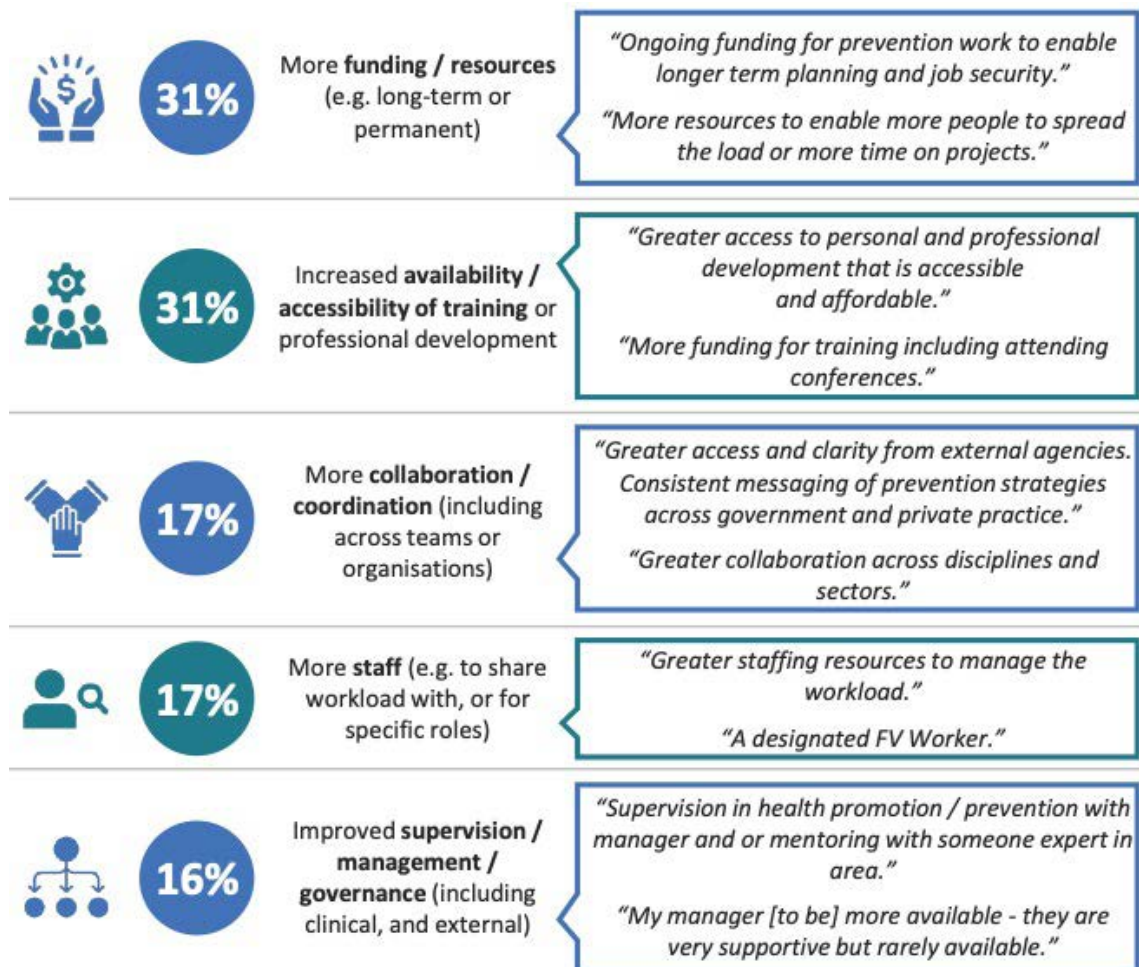 31%
More funding / resources
(e.g. long-term or
permanent)
“Ongoing funding for prevention work to enable
longer term planning and job security.”
“More resources to enable more people to spread
the load or more time on projects.”
31%
Increased availability /
accessibility of training or
professional development
“Greater access to personal and professional
development that is accessible
and affordable.”
“More funding for training including attending
conferences.”
17%
More collaboration /
coordination (including
across teams or
organisations)
“Greater access and clarity from external agencies.
Consistent messaging of prevention strategies
across government and private practice.”
“Greater collaboration across disciplines and
sectors.”
17%
More staff (e.g. to share
workload with, or for
specific roles)
“Greater staffing resources to manage the
workload.”
“A designated FV Worker.”
16%
Improved supervision /
management /
governance (including
clinical, and external)
“Supervision in health promotion / prevention with
manager and or mentoring with someone expert in
area.”
“My manager [to be] more available - they are
very supportive but rarely available.”